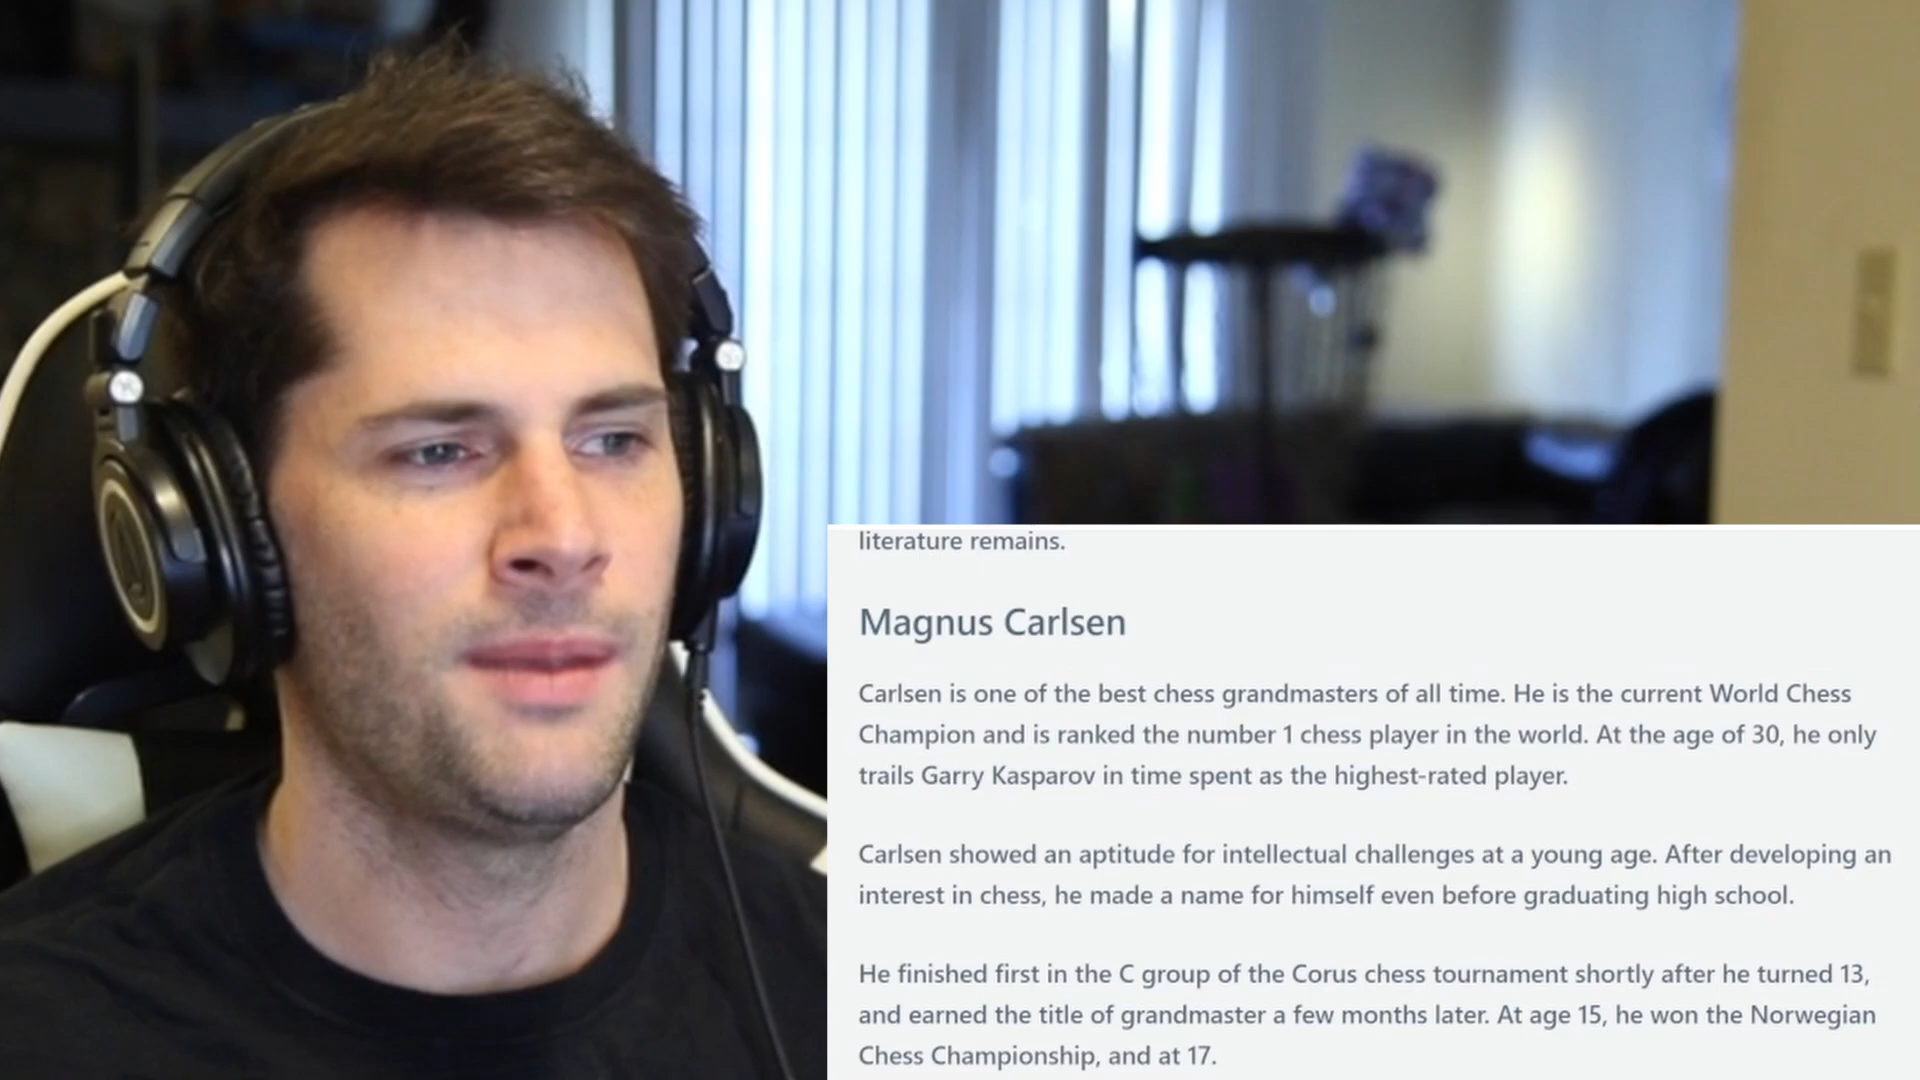 literature remains.
Magnus Carlsen
Carlsen is one of the best chess grandmasters of all time. He is the current World Chess
Champion and is ranked the number 1 chess player in the world. At the age of 30, he only
trails Garry Kasparov in time spent as the highest-rated player.
Carlsen showed an aptitude for intellectual challenges at a young age. After developing an
interest in chess, he made a name for himself even before graduating high school.
He finished first in the C group of the Corus chess tournament shortly after he turned 13,
and earned the title of grandmaster a few months later. At age 15, he won the Norwegian
Chess Championship, and at 17.